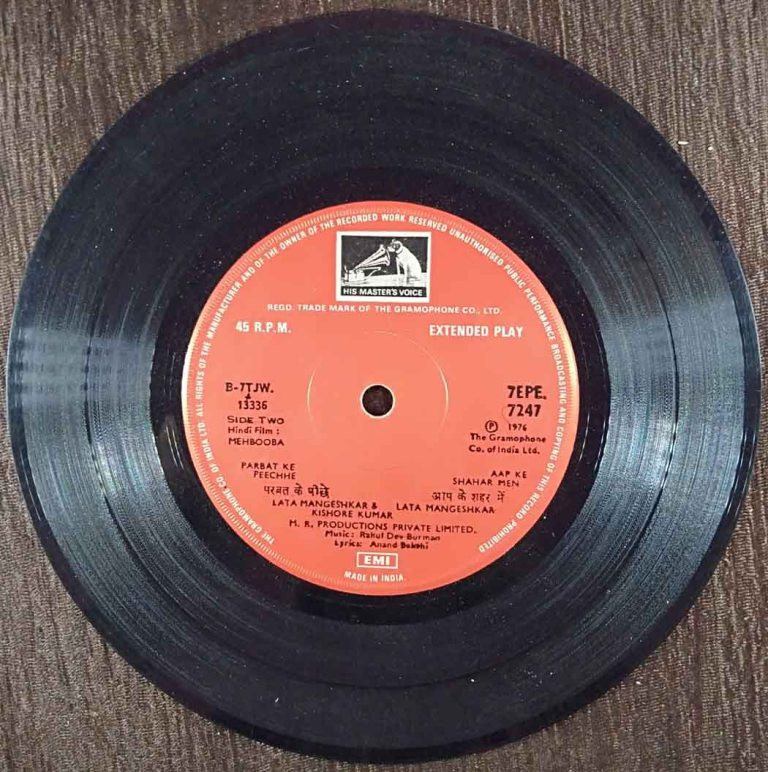 THE GRAMOPHONE CO. OF INDIA LTD. ALL RIGHTS OF THE MANUFACTURER AND OF THE OWNER OF THE RECORDED WORK RESERVED UNAUTHORISED PUBLIC PERFORMANCE BROADCASTING AND COPYING OF THIS RECORD PROHIBITED
HIS MASTER'S VOICE
REGD. TRADE MARK OF THE GRAMOPHONE CO., LTD.
45 R.P.M. EXTENDED PLAY
B-7TJW. 7EPE.
13336 7247
SIDE TWO Ⓟ 1976
Hindi Film : The Gramophone
MEHBOOBA Co. of India Ltd.
PARBAT KE AAP KE
PEECHHE SHAHAR MEN
परबत के पीछे आप के शहर में
LATA MANGESHKAR & LATA MANGESHKAR
KISHORE KUMAR
M. R. PRODUCTIONS PRIVATE LIMITED.
Music: Rahul Dev Burman
Lyrics: Anand Bakshi
EMI
MADE IN INDIA.